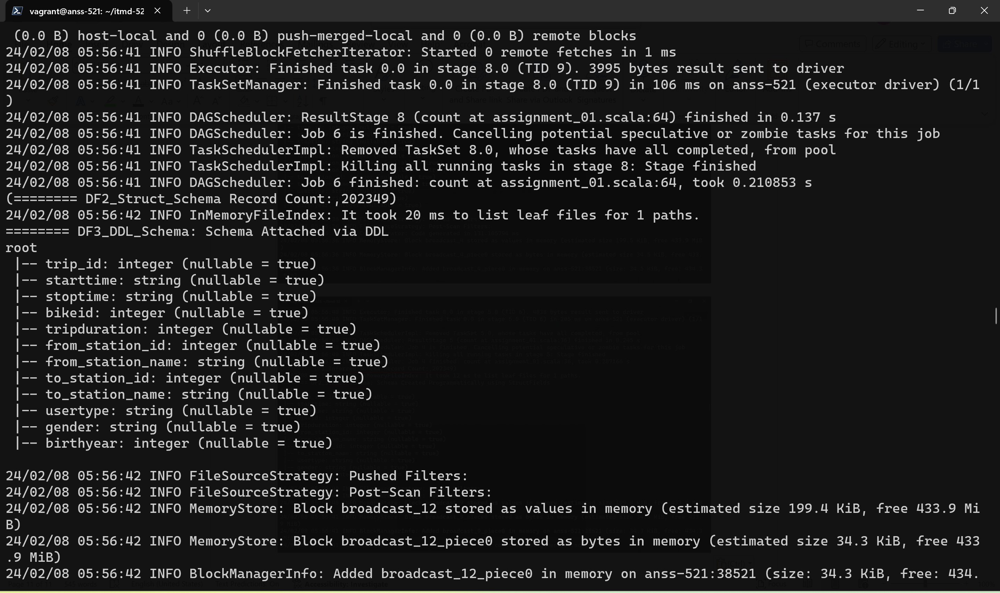 vagrant@anss-521: ~/itmd-52
 (0.0 B) host-local and 0 (0.0 B) push-merged-local and 0 (0.0 B) remote blocks
24/02/08 05:56:41 INFO ShuffleBlockFetcherIterator: Started 0 remote fetches in 1 ms
24/02/08 05:56:41 INFO Executor: Finished task 0.0 in stage 8.0 (TID 9). 3995 bytes result sent to driver
24/02/08 05:56:41 INFO TaskSetManager: Finished task 0.0 in stage 8.0 (TID 9) in 106 ms on anss-521 (executor driver) (1/1
)
24/02/08 05:56:41 INFO DAGScheduler: ResultStage 8 (count at assignment_01.scala:64) finished in 0.137 s
24/02/08 05:56:41 INFO DAGScheduler: Job 6 is finished. Cancelling potential speculative or zombie tasks for this job
24/02/08 05:56:41 INFO TaskSchedulerImpl: Removed TaskSet 8.0, whose tasks have all completed, from pool
24/02/08 05:56:41 INFO TaskSchedulerImpl: Killing all running tasks in stage 8: Stage finished
24/02/08 05:56:41 INFO DAGScheduler: Job 6 finished: count at assignment_01.scala:64, took 0.210853 s
(======== DF2_Struct_Schema Record Count:,202349)
24/02/08 05:56:42 INFO InMemoryFileIndex: It took 20 ms to list leaf files for 1 paths.
======== DF3_DDL_Schema: Schema Attached via DDL
root
 |-- trip_id: integer (nullable = true)
 |-- starttime: string (nullable = true)
 |-- stoptime: string (nullable = true)
 |-- bikeid: integer (nullable = true)
 |-- tripduration: integer (nullable = true)
 |-- from_station_id: integer (nullable = true)
 |-- from_station_name: string (nullable = true)
 |-- to_station_id: integer (nullable = true)
 |-- to_station_name: string (nullable = true)
 |-- usertype: string (nullable = true)
 |-- gender: string (nullable = true)
 |-- birthyear: integer (nullable = true)
24/02/08 05:56:42 INFO FileSourceStrategy: Pushed Filters:
24/02/08 05:56:42 INFO FileSourceStrategy: Post-Scan Filters:
24/02/08 05:56:42 INFO MemoryStore: Block broadcast_12 stored as values in memory (estimated size 199.4 KiB, free 433.9 Mi
B)
24/02/08 05:56:42 INFO MemoryStore: Block broadcast_12_piece0 stored as bytes in memory (estimated size 34.3 KiB, free 433
.9 MiB)
24/02/08 05:56:42 INFO BlockManagerInfo: Added broadcast_12_piece0 in memory on anss-521:38521 (size: 34.3 KiB, free: 434.